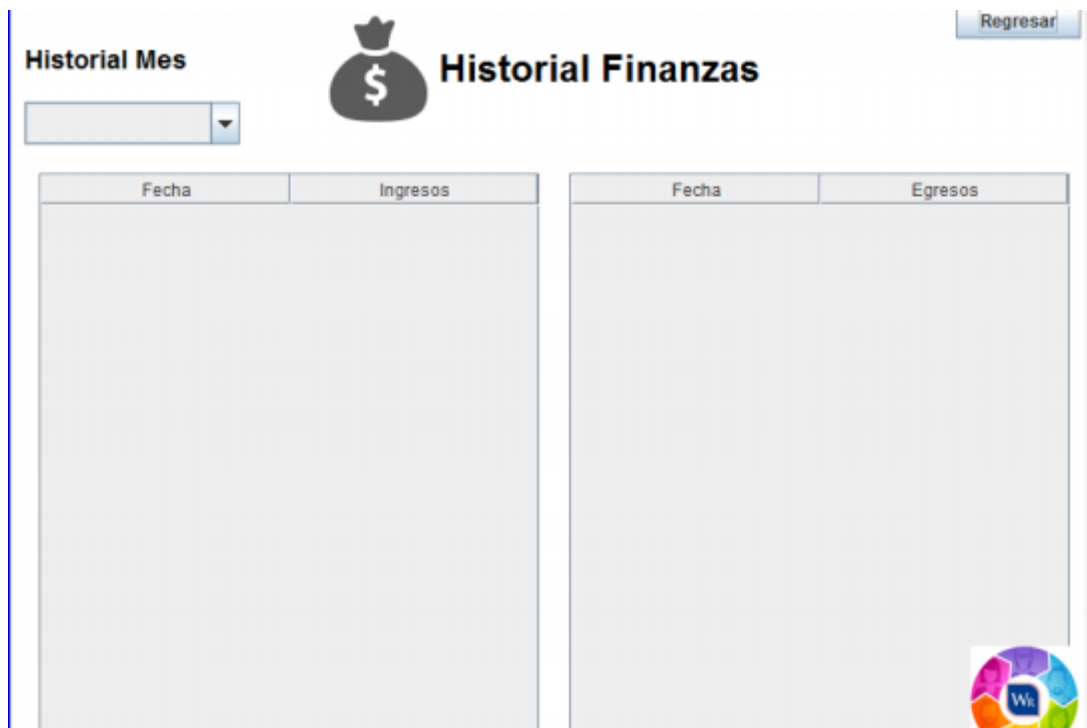 Regresar
Historial Mes
$ Historial Finanzas
Fecha Ingresos Fecha Egresos
WR